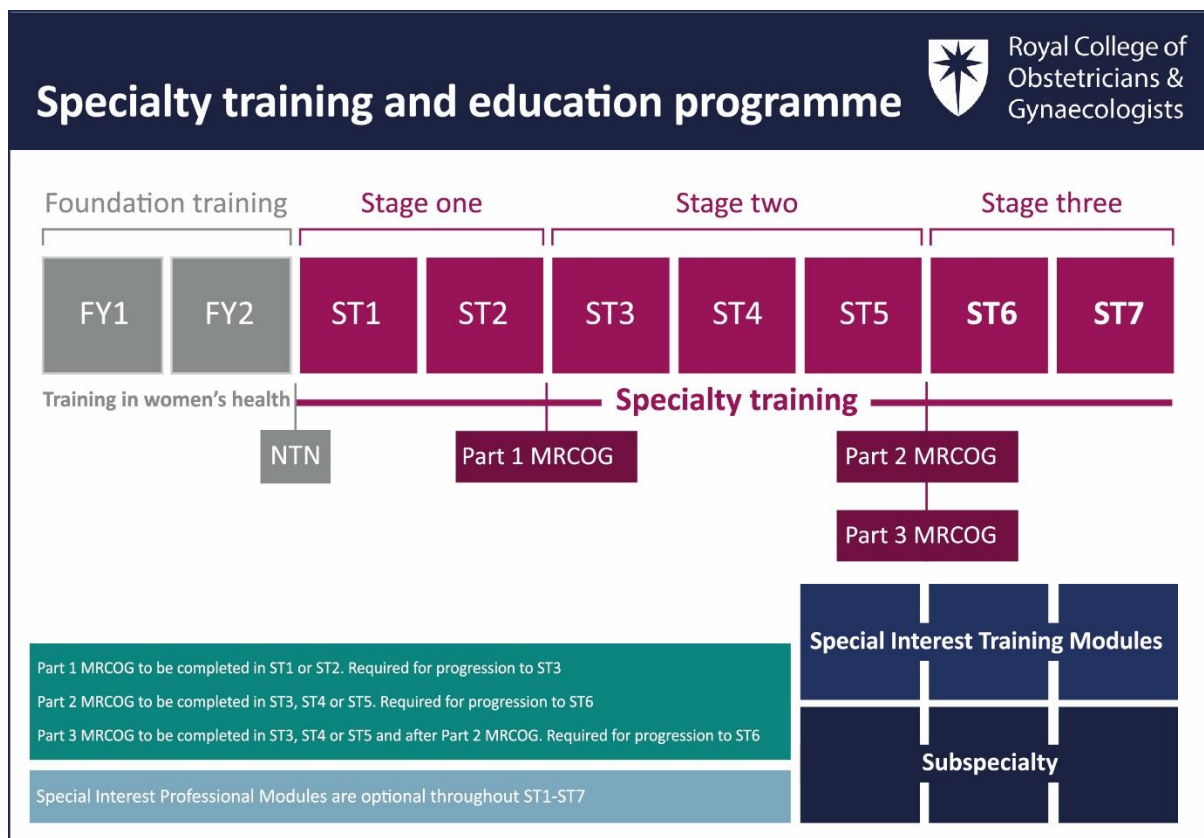 Specialty training and education programme
Royal College of
Obstetricians &
Gynaecologists
Foundation training
Stage one
Stage two
Stage three
FY1
FY2
ST1
ST2
ST3
ST4
ST5
ST6
ST7
Training in women's health
Specialty training
NTN
Part 1 MRCOG
Part 2 MRCOG
Part 3 MRCOG
Special Interest Training Modules
Subspecialty
Part 1 MRCOG to be completed in ST1 or ST2. Required for progression to ST3
Part 2 MRCOG to be completed in ST3, ST4 or ST5. Required for progression to ST6
Part 3 MRCOG to be completed in ST3, ST4 or ST5 and after Part 2 MRCOG. Required for progression to ST6
Special Interest Professional Modules are optional throughout ST1-ST7